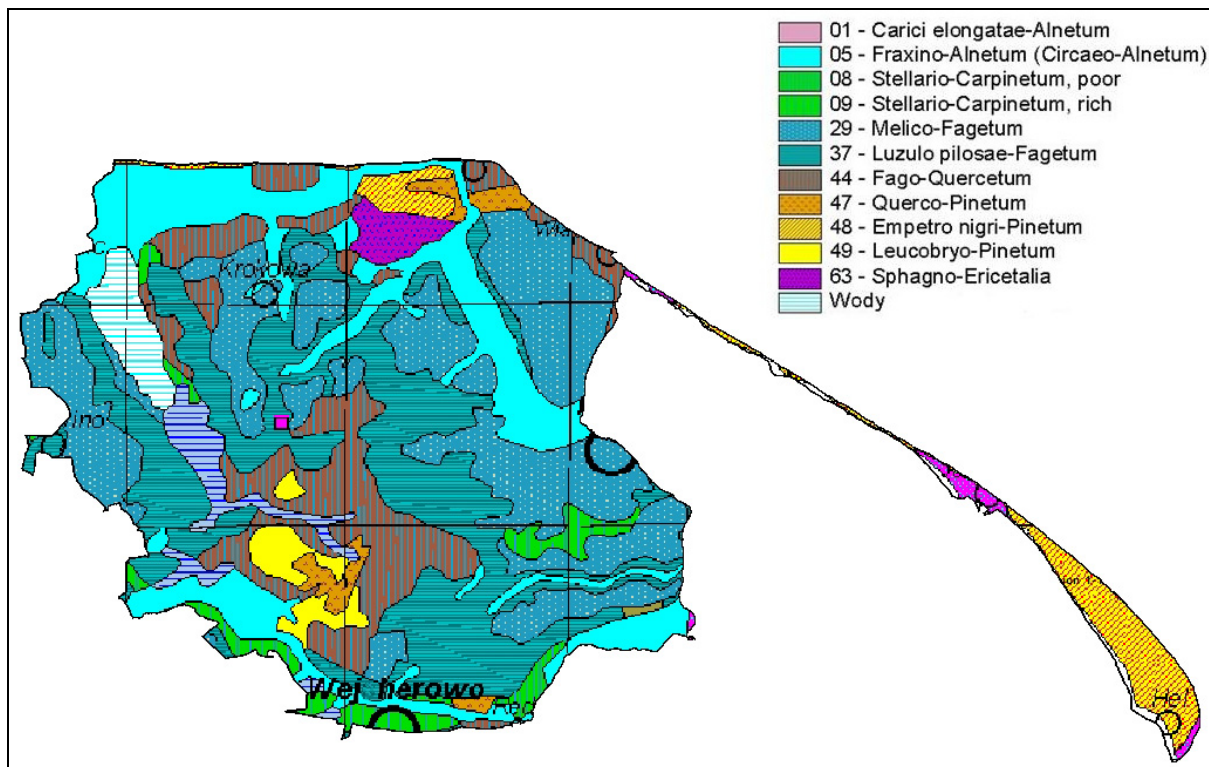 01 - Carici elongatae-Alnetum
05 - Fraxino-Alnetum (Circaeo-Alnetum)
08 - Stellario-Carpinetum, poor
09 - Stellario-Carpinetum, rich
29 - Melico-Fagetum
37 - Luzulo pilosae-Fagetum
44 - Fago-Quercetum
47 - Querco-Pinetum
48 - Empetro nigri-Pinetum
49 - Leucobryo-Pinetum
63 - Sphagno-Ericetalia
Wody
Krokowa
Wejherowo
Hel